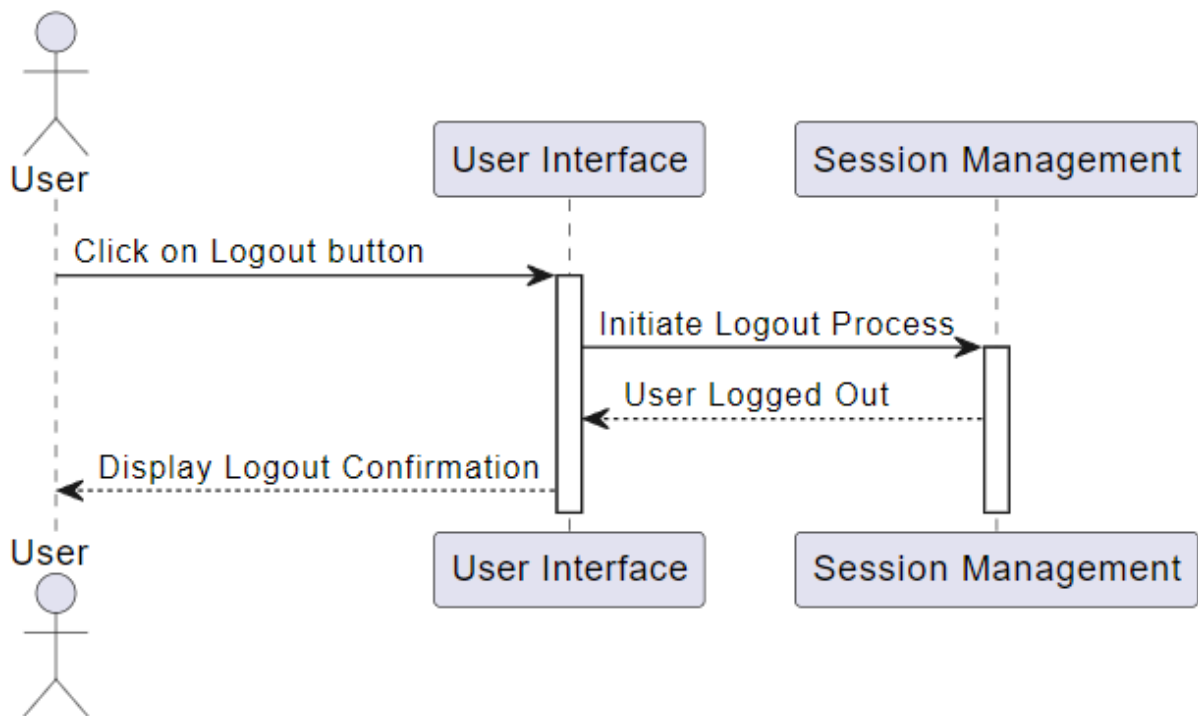 User
User Interface
Session Management
Click on Logout button
Initiate Logout Process
User Logged Out
Display Logout Confirmation
User
User Interface
Session Management